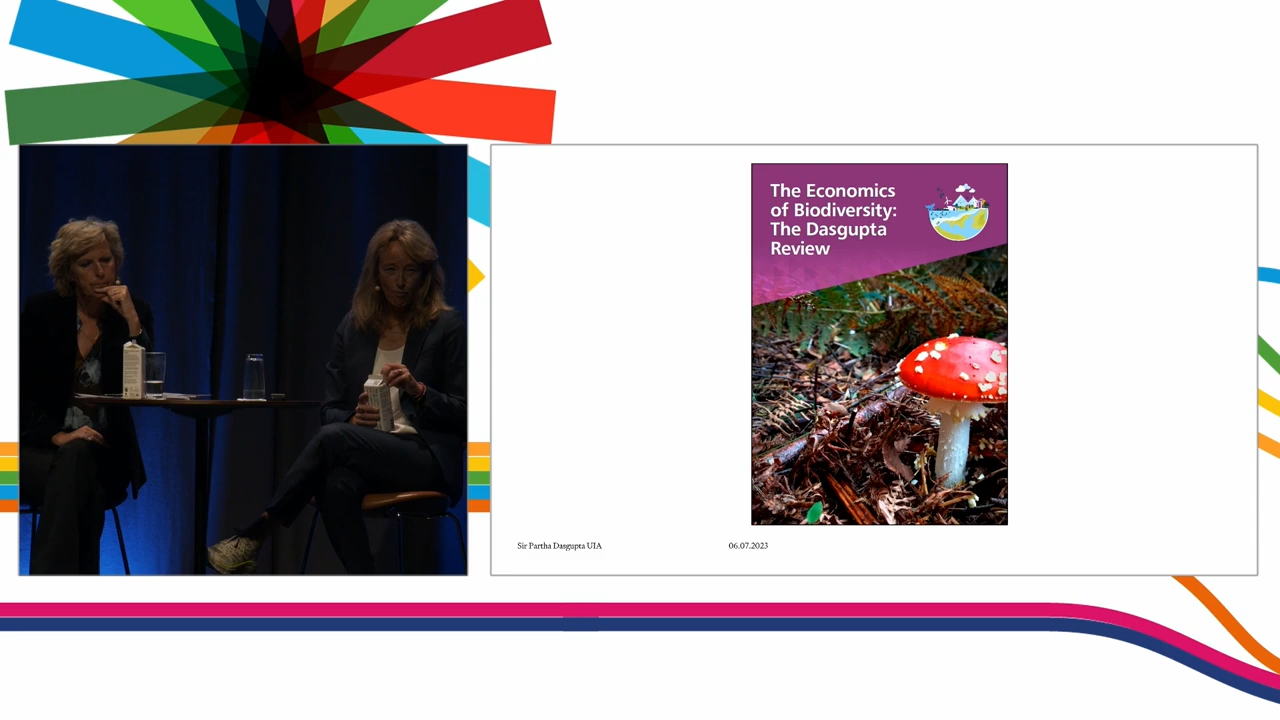 The Economics
of Biodiversity:
The Dasgupta
Review
Sir Partha Dasgupta UIA
06.07.2023